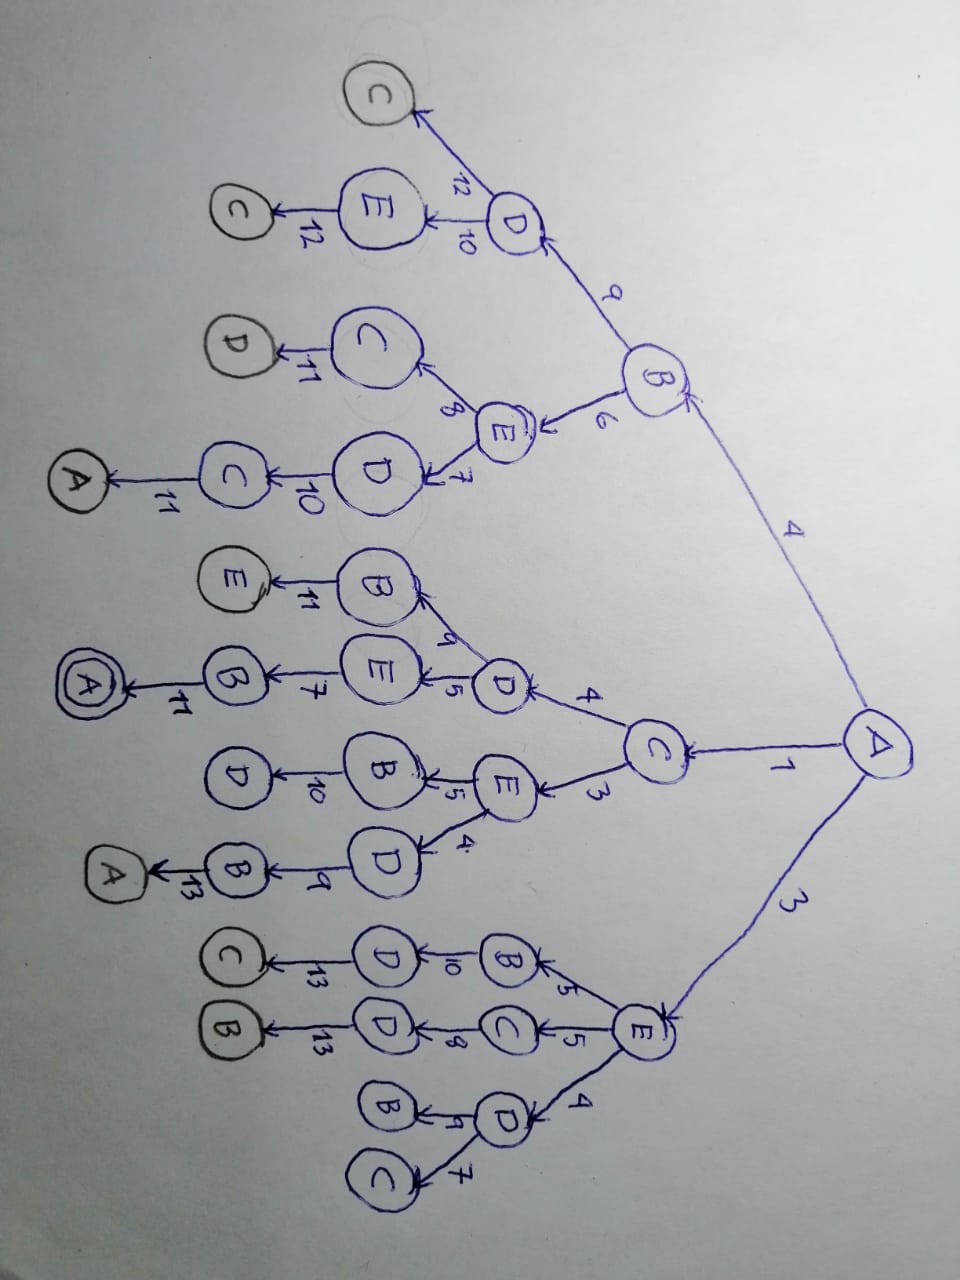 A
4 1 3
B C E
9 6 4 3 5 5 4
D E D E B C D
12 10 8 7 9 5 5 4 10 8 9 7
C E C D B E B D D D B C
12 11 10 11 7 10 9 13 13
C D C E B D B C B
11 11 13
A A A